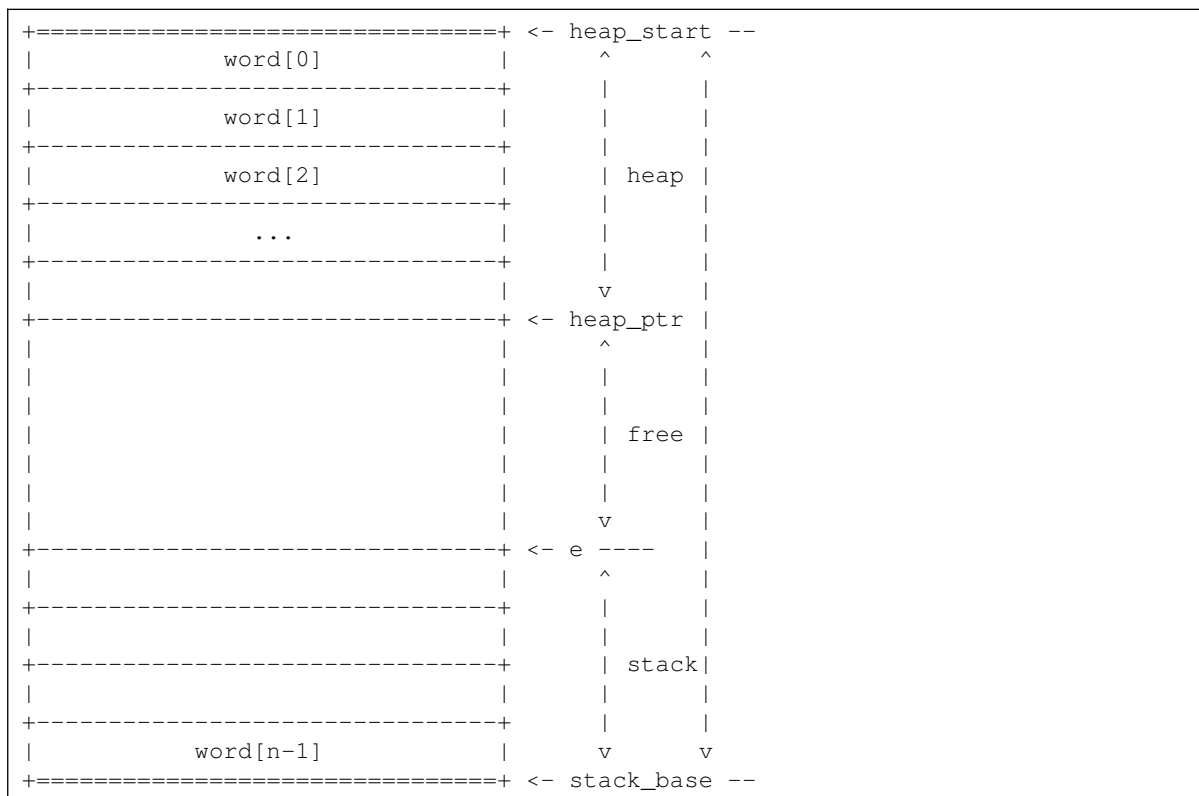 +================================+ <- heap_start --
|            word[0]             |      ^      ^
+--------------------------------+      |      |
|            word[1]             |      |      |
+--------------------------------+      |      |
|            word[2]             |      | heap |
+--------------------------------+      |      |
|              ...               |      |      |
+--------------------------------+      |      |
|                                |      v      |
+--------------------------------+ <- heap_ptr |
|                                |      ^      |
|                                |      |      |
|                                |      |      |
|                                |      | free |
|                                |      |      |
|                                |      |      |
|                                |      v      |
+--------------------------------+ <- e ----   |
|                                |      ^      |
+--------------------------------+      |      |
|                                |      |      |
+--------------------------------+      | stack|
|                                |      |      |
+--------------------------------+      |      |
|          word[n-1]             |      v      v
+================================+ <- stack_base --